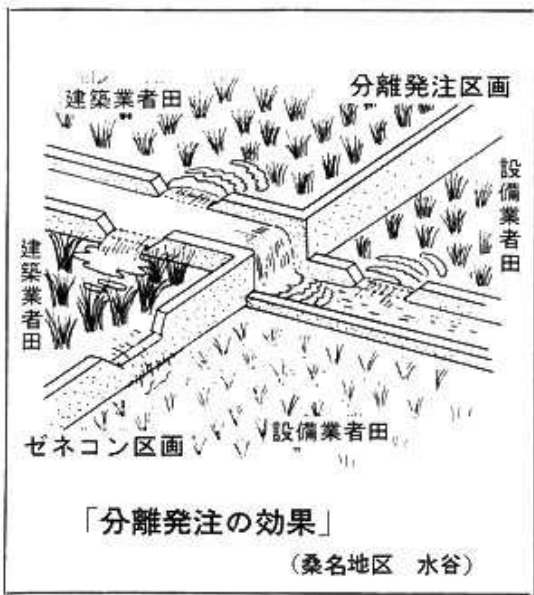 建築業者田
分離発注区画
設備業者田
建築業者田
ゼネコン区画
設備業者田
「分離発注の効果」
(桑名地区 水谷)